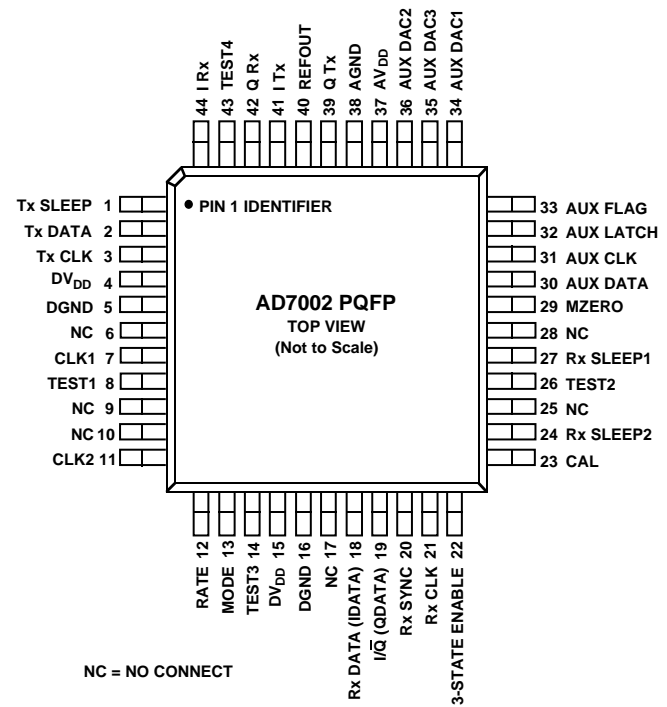 44 I Rx
43 TEST4
42 Q Rx
41 I Tx
40 REFOUT
39 Q Tx
38 AGND
37 AVDD
36 AUX DAC2
35 AUX DAC3
34 AUX DAC1
Tx SLEEP 1
Tx DATA 2
Tx CLK 3
DVDD 4
DGND 5
NC 6
CLK1 7
TEST1 8
NC 9
NC 10
CLK2 11
● PIN 1 IDENTIFIER
AD7002 PQFP
TOP VIEW
(Not to Scale)
33 AUX FLAG
32 AUX LATCH
31 AUX CLK
30 AUX DATA
29 MZERO
28 NC
27 Rx SLEEP1
26 TEST2
25 NC
24 Rx SLEEP2
23 CAL
RATE 12
MODE 13
TEST3 14
DVDD 15
DGND 16
NC 17
Rx DATA (IDATA) 18
I/Q̅ (QDATA) 19
Rx SYNC 20
Rx CLK 21
3-STATE ENABLE 22
NC = NO CONNECT